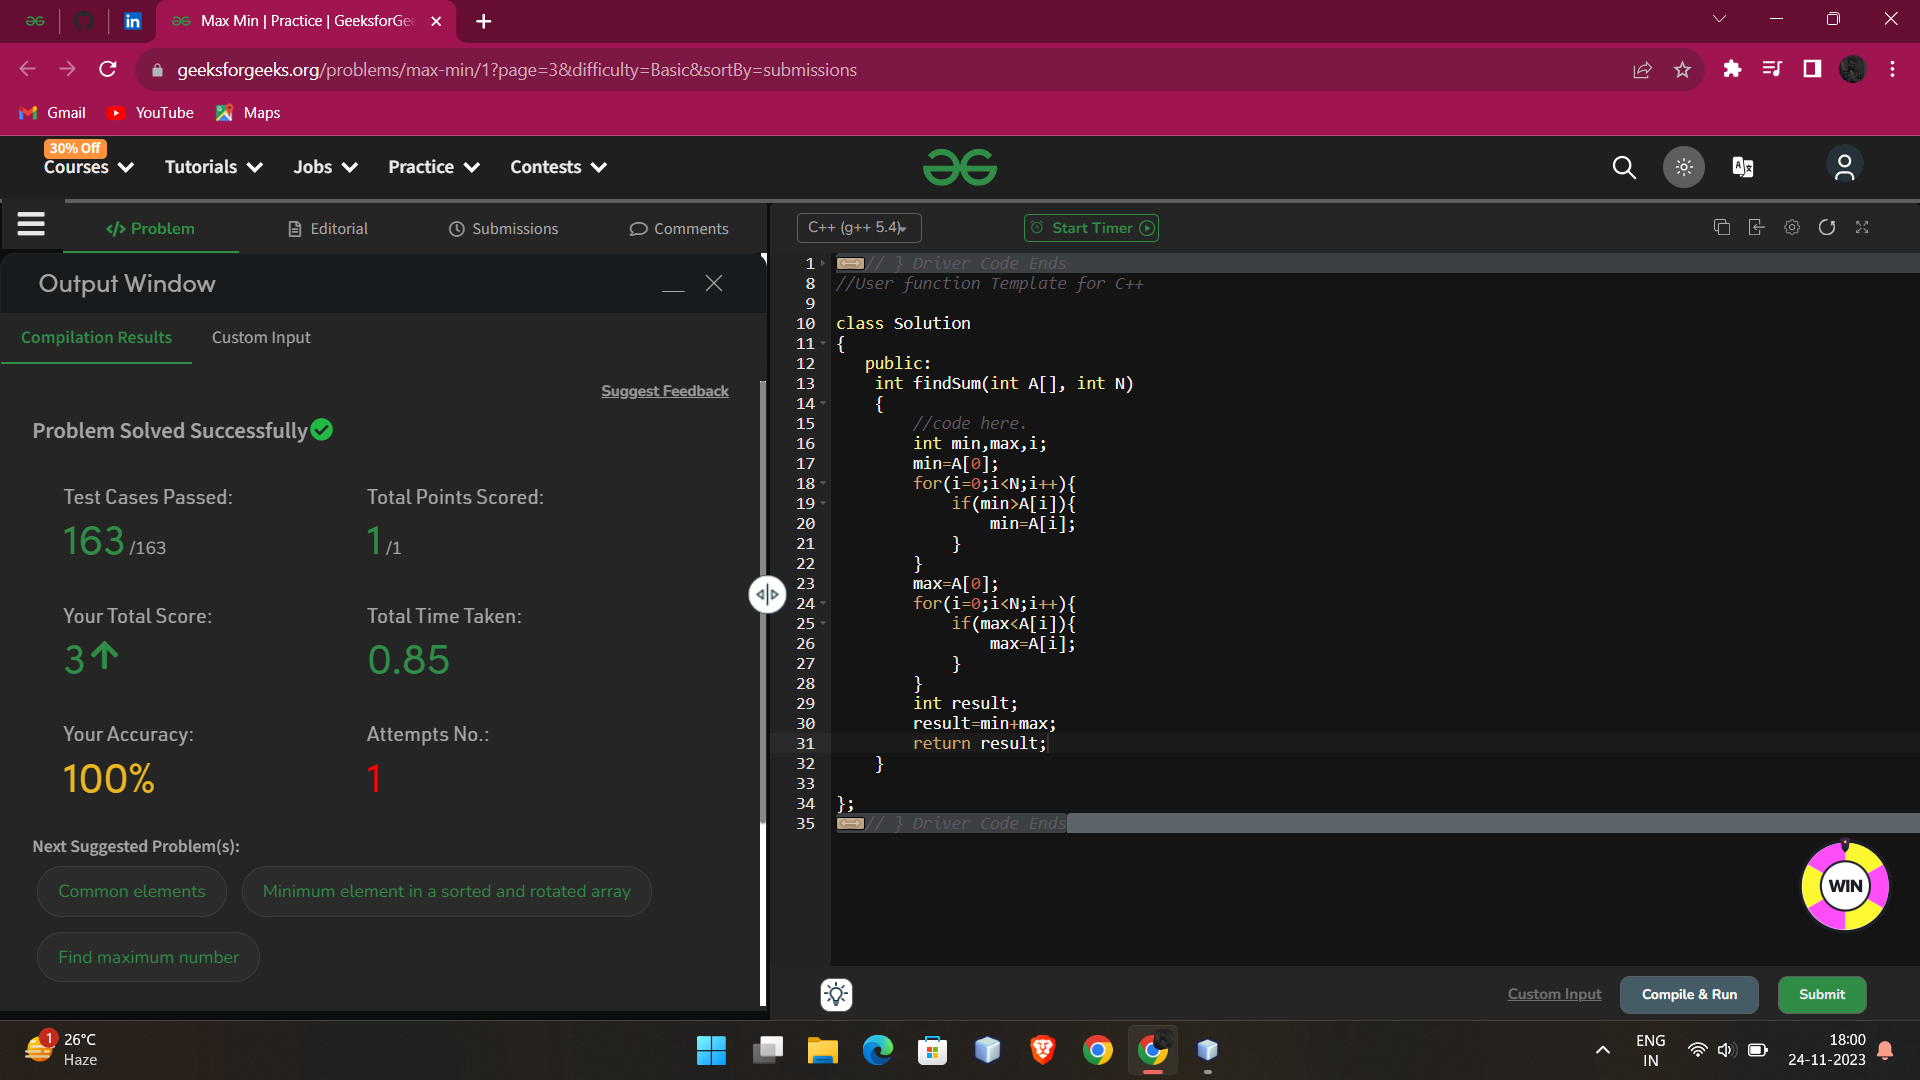 Max Min | Practice | GeeksforGe
geeksforgeeks.org/problems/max-min/1?page=3&difficulty=Basic&sortBy=submissions
Gmail YouTube Maps
30% Off
Courses Tutorials Jobs Practice Contests
</> Problem Editorial Submissions Comments
C++ (g++ 5.4) Start Timer
Output Window
Compilation Results Custom Input
Suggest Feedback
Problem Solved Successfully
Test Cases Passed: Total Points Scored:
163 /163 1 /1
Your Total Score: Total Time Taken:
3 0.85
Your Accuracy: Attempts No.:
100% 1
Next Suggested Problem(s):
Common elements Minimum element in a sorted and rotated array
Find maximum number
1 // } Driver Code Ends
8 //User function Template for C++
9
10 class Solution
11 {
12 public:
13 int findSum(int A[], int N)
14 {
15 //code here.
16 int min,max,i;
17 min=A[0];
18 for(i=0;i<N;i++){
19 if(min>A[i]){
20 min=A[i];
21 }
22 }
23 max=A[0];
24 for(i=0;i<N;i++){
25 if(max<A[i]){
26 max=A[i];
27 }
28 }
29 int result;
30 result=min+max;
31 return result;
32 }
33
34 };
35 // } Driver Code Ends
WIN
Custom Input Compile & Run Submit
1 26°C
Haze
ENG
IN
18:00
24-11-2023